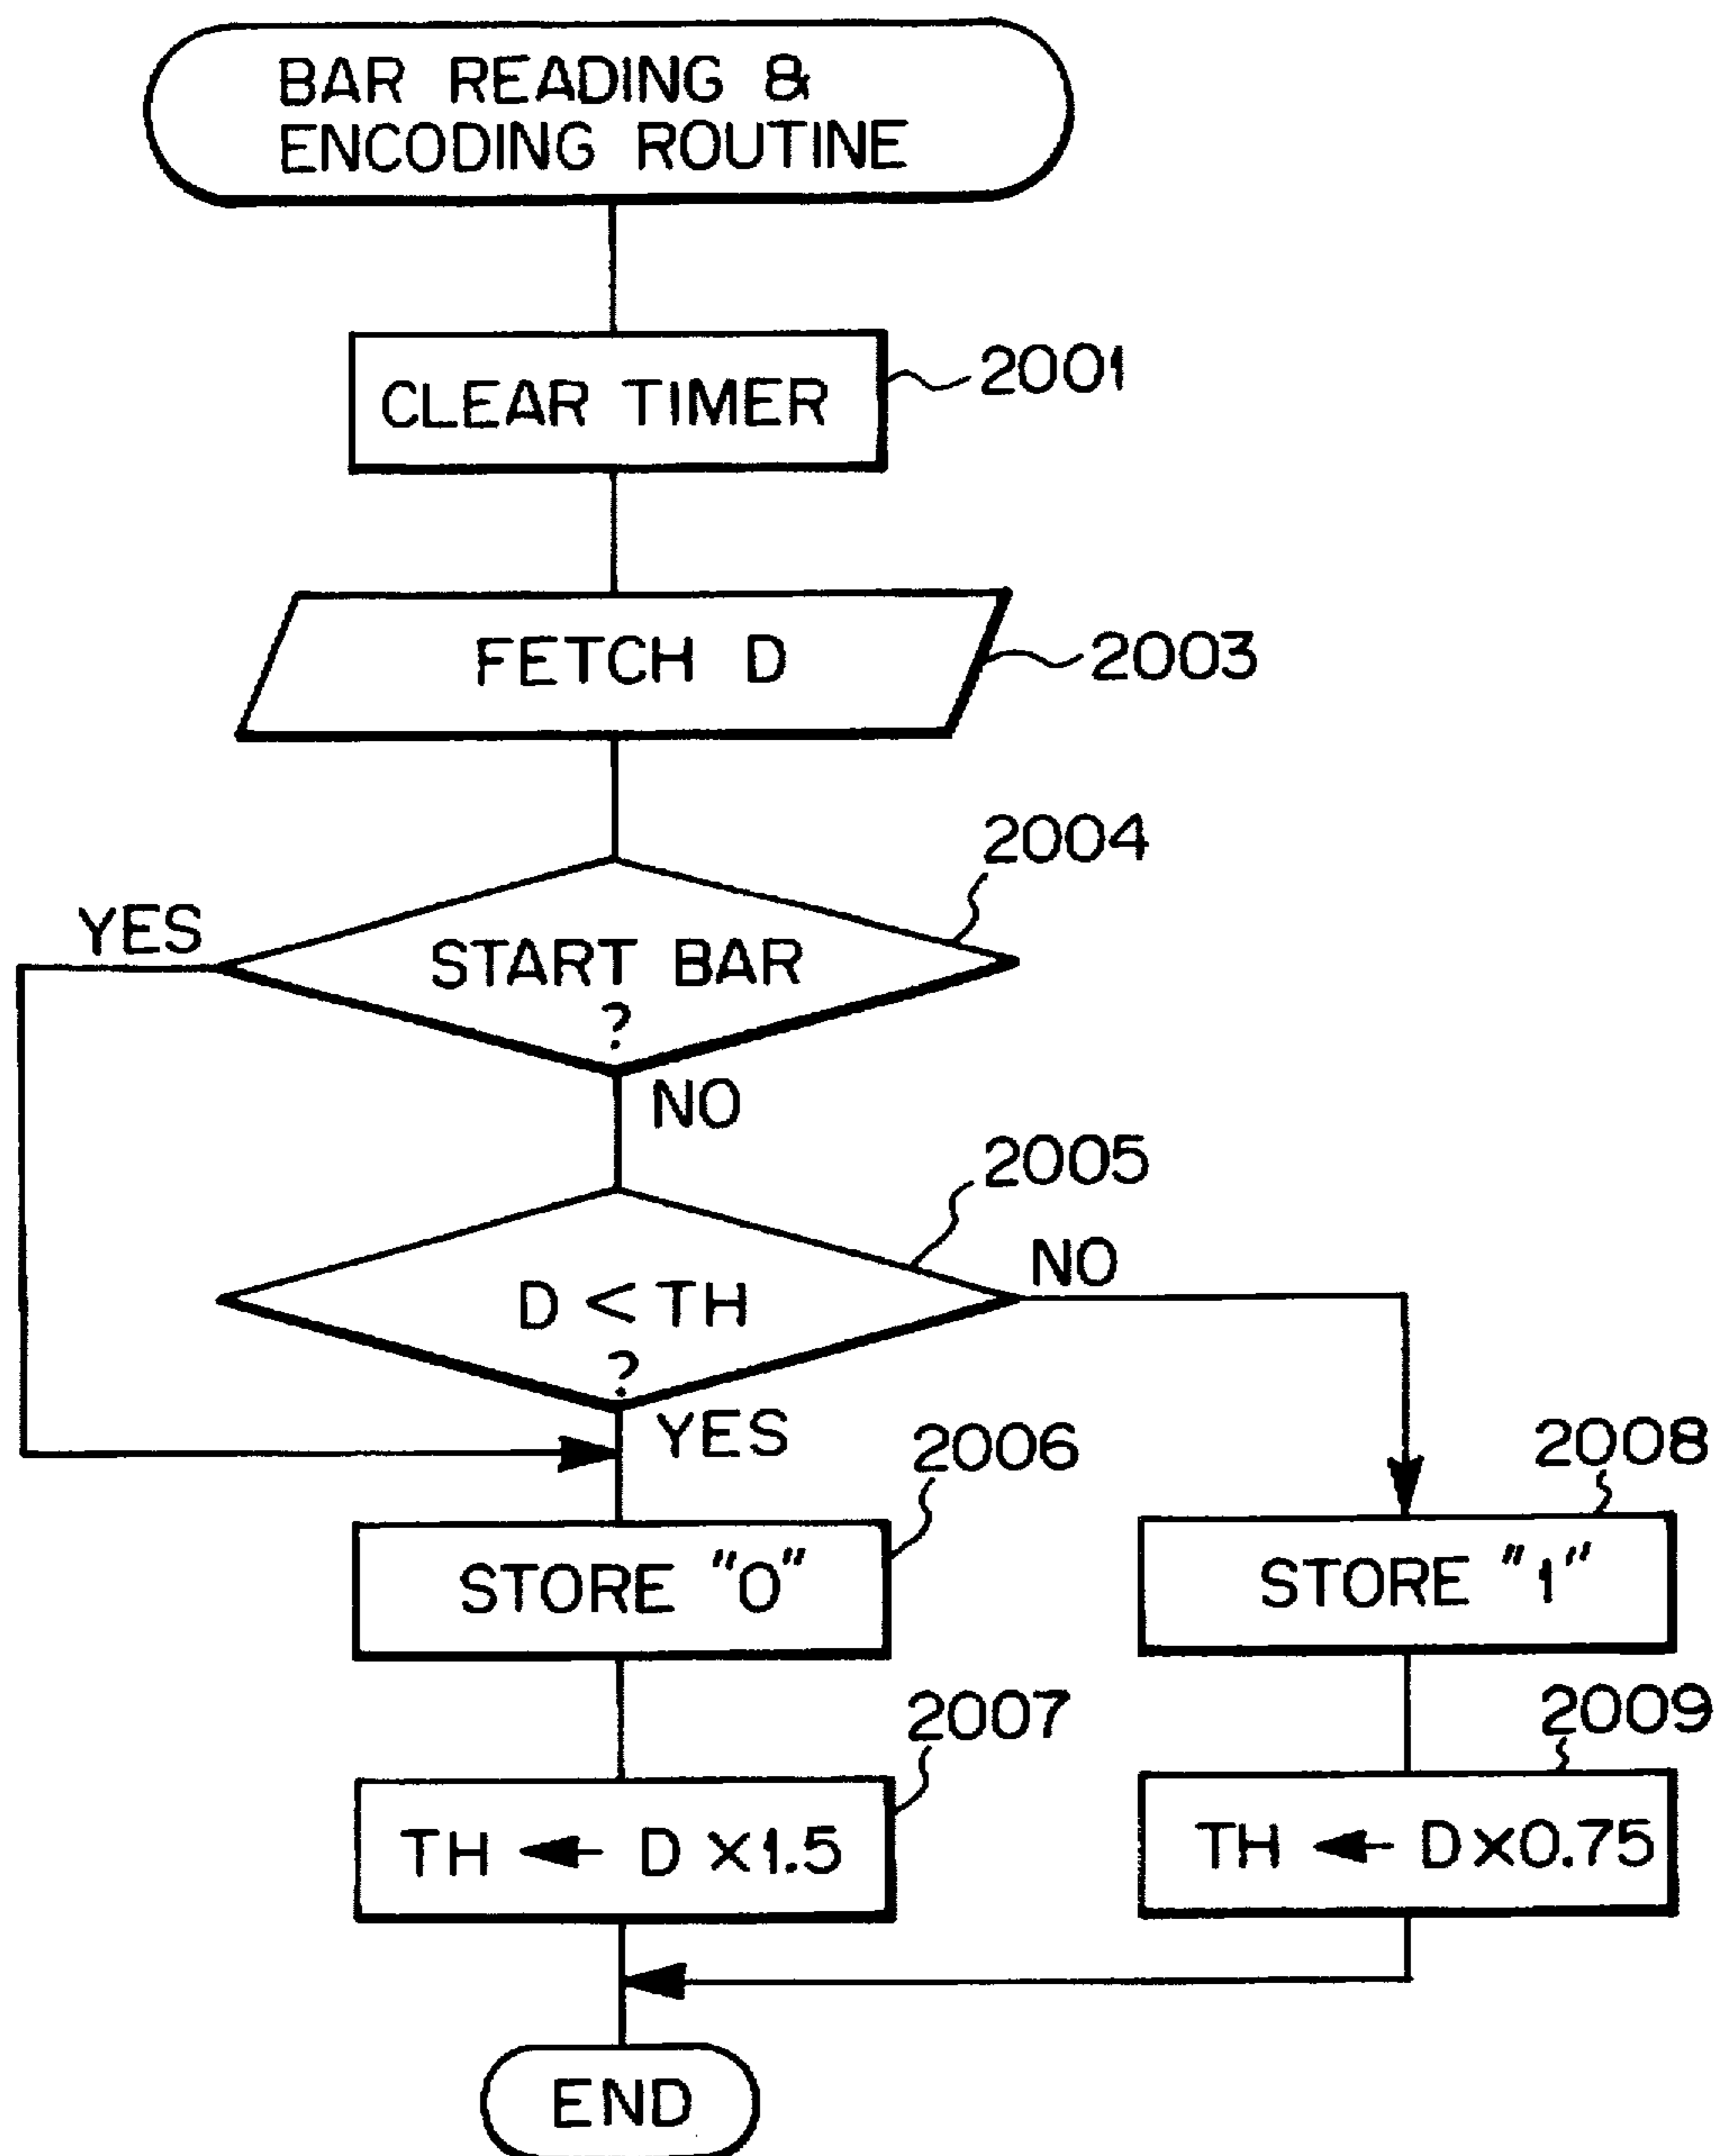 BAR READING &
ENCODING ROUTINE
CLEAR TIMER
2001
FETCH D
2003
2004
YES
START BAR
?
NO
2005
D < TH
?
NO
YES
2006
STORE "0"
2008
STORE "1"
2007
TH ← D × 1.5
2009
TH ← D × 0.75
END